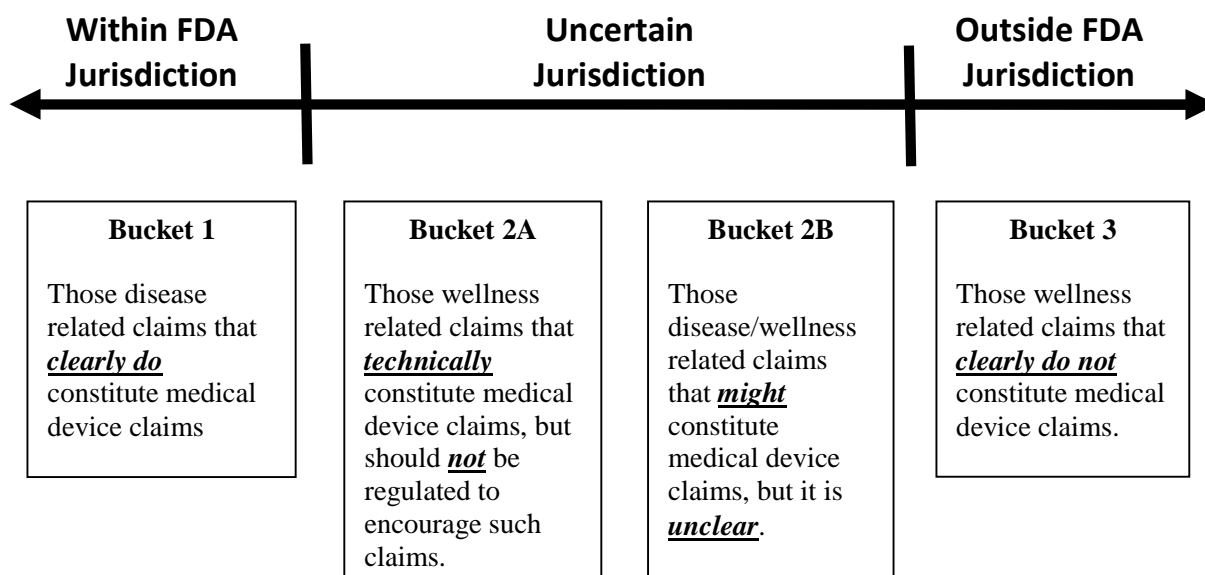 Within FDA
Jurisdiction
Uncertain
Jurisdiction
Outside FDA
Jurisdiction
Bucket 1
Those disease
related claims that
clearly do
constitute medical
device claims
Bucket 2A
Those wellness
related claims that
technically
constitute medical
device claims, but
should not be
regulated to
encourage such
claims.
Bucket 2B
Those
disease/wellness
related claims
that might
constitute
medical device
claims, but it is
unclear.
Bucket 3
Those wellness
related claims that
clearly do not
constitute medical
device claims.